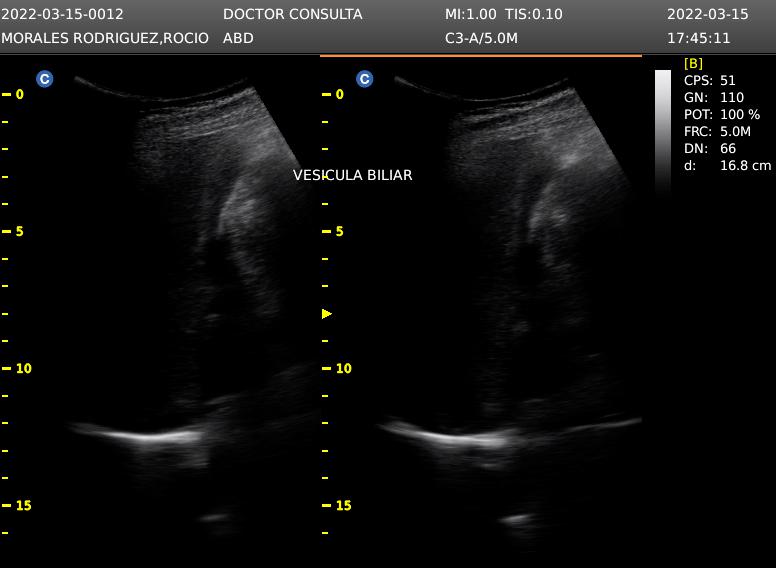 2022-03-15-0012 DOCTOR CONSULTA MI:1.00 TIS:0.10 2022-03-15
MORALES RODRIGUEZ,ROCIO ABD C3-A/5.0M 17:45:11
[B]
CPS: 51
GN: 110
POT: 100 %
FRC: 5.0M
DN: 66
d: 16.8 cm
C C
0 0
VESICULA BILIAR
5 5
10 10
15 15